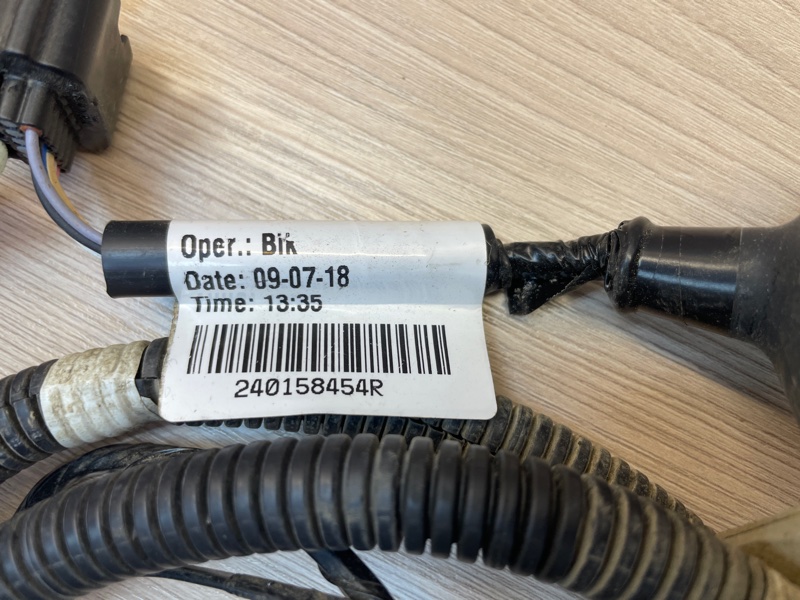 Oper.: Bik
Date: 09-07-18
Time: 13:35
240158454R